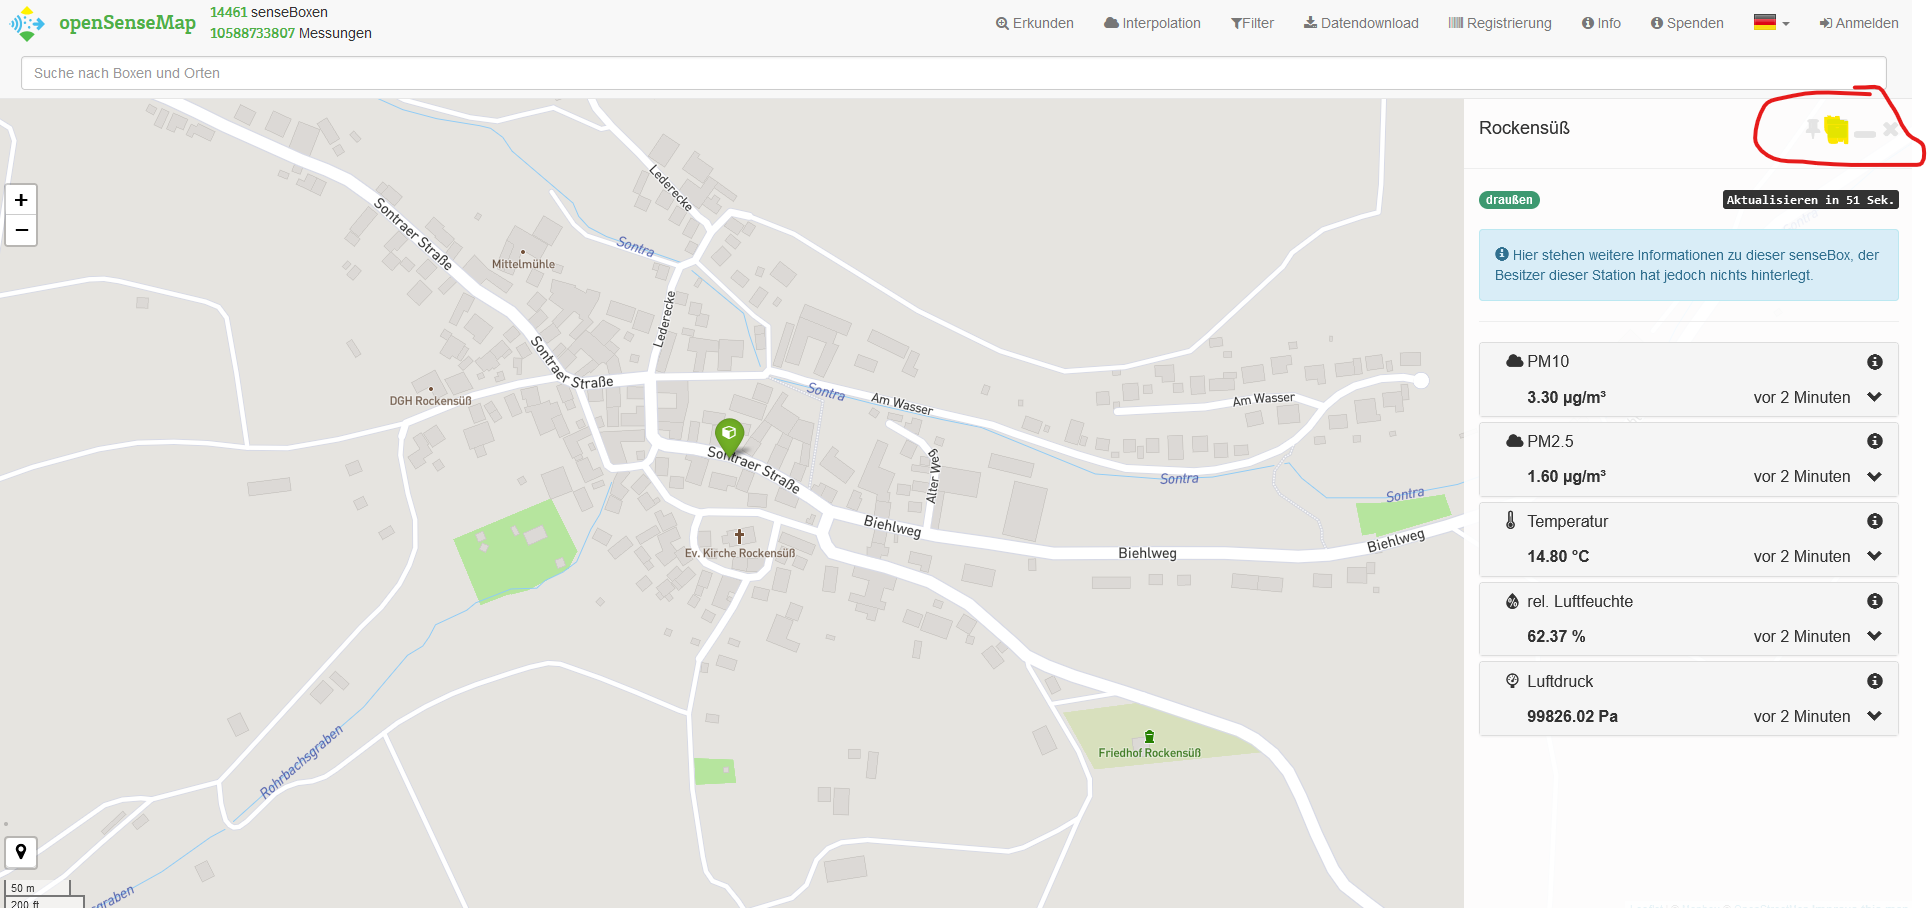 openSenseMap
14461 senseBoxen
10588733807 Messungen
Erkunden
Interpolation
Filter
Datendownload
Registrierung
Info
Spenden
Anmelden
Suche nach Boxen und Orten
+
−
Sontraer Straße
Lederecke
Sontra
Mittelmühle
Lederecke
Sontraer Straße
DGH Rockensüß
Sontra
Am Wasser
Am Wasser
Sontraer Straße
Alter Weg
Sontra
Sontra
Biehlweg
Biehlweg
Biehlweg
Ev. Kirche Rockensüß
Friedhof Rockensüß
Rohrbachsgraben
50 m
200 ft
Rockensüß
draußen
Aktualisieren in 51 Sek.
Sontra
Hier stehen weitere Informationen zu dieser senseBox, der
Besitzer dieser Station hat jedoch nichts hinterlegt.
PM10
3.30 µg/m³ vor 2 Minuten
PM2.5
1.60 µg/m³ vor 2 Minuten
Temperatur
14.80 °C vor 2 Minuten
rel. Luftfeuchte
62.37 % vor 2 Minuten
Luftdruck
99826.02 Pa vor 2 Minuten